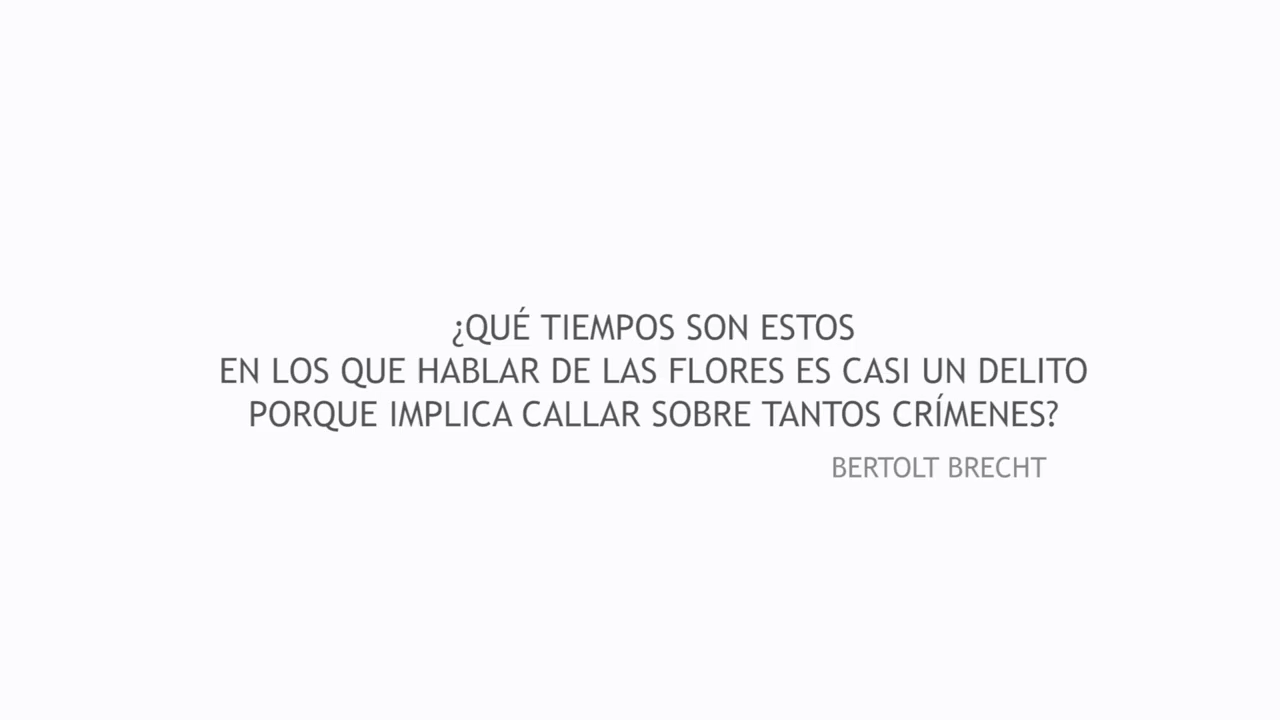 ¿QUÉ TIEMPOS SON ESTOS
EN LOS QUE HABLAR DE LAS FLORES ES CASI UN DELITO
PORQUE IMPLICA CALLAR SOBRE TANTOS CRÍMENES?
BERTOLT BRECHT